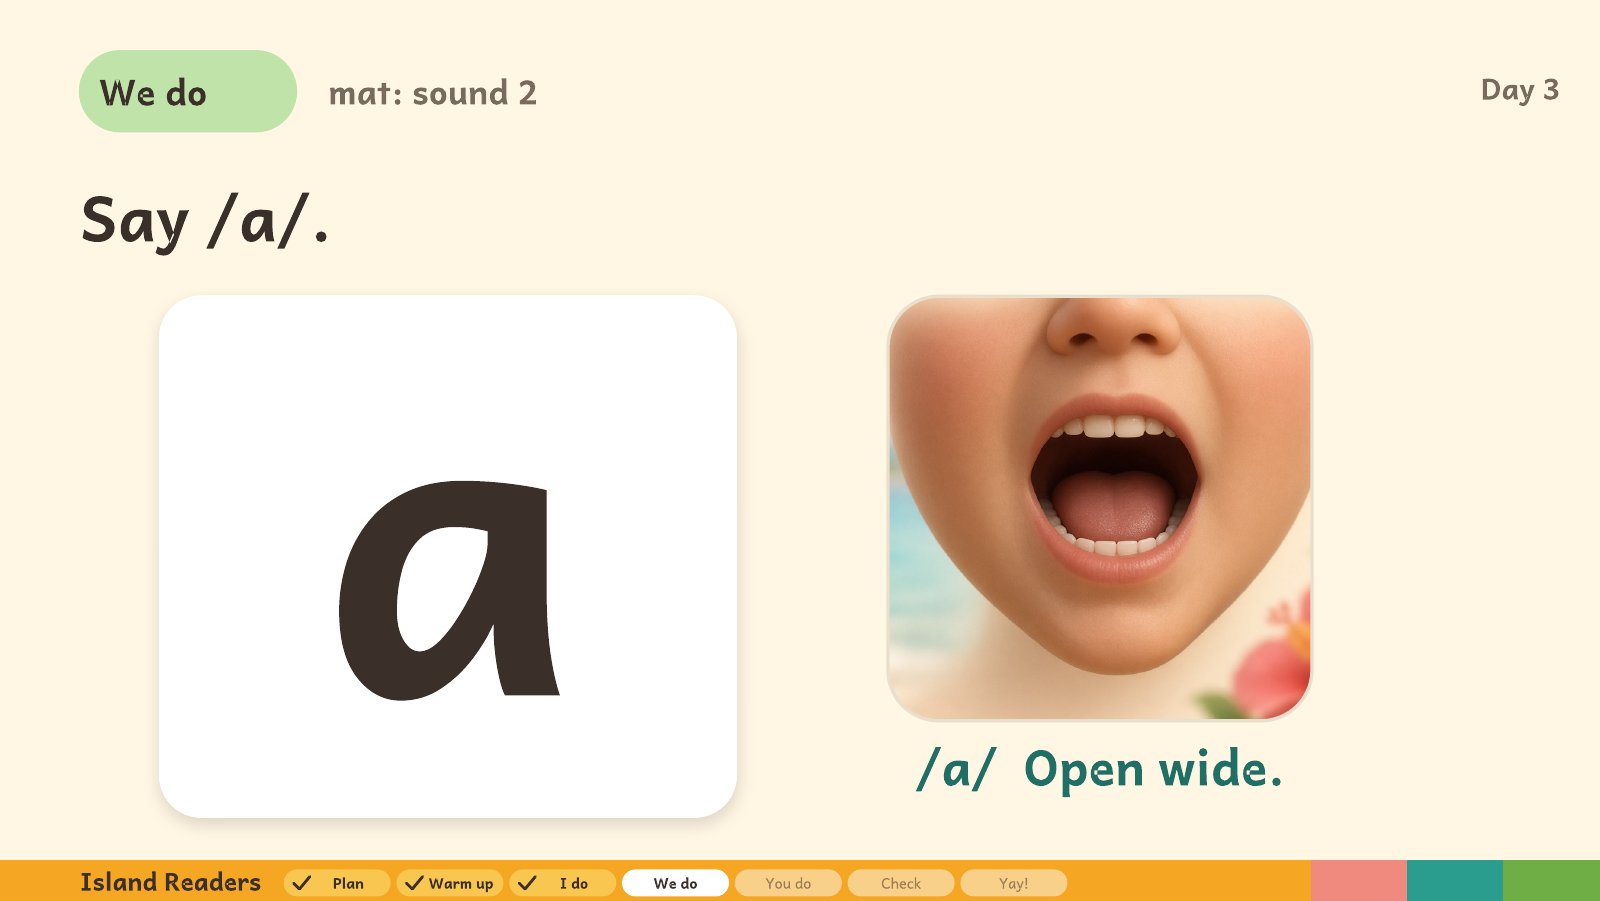 We do
mat: sound 2
Day 3
Say /a/.
a
/a/ Open wide.
Island Readers
Plan
Warm up
I do
We do
You do
Check
Yay!